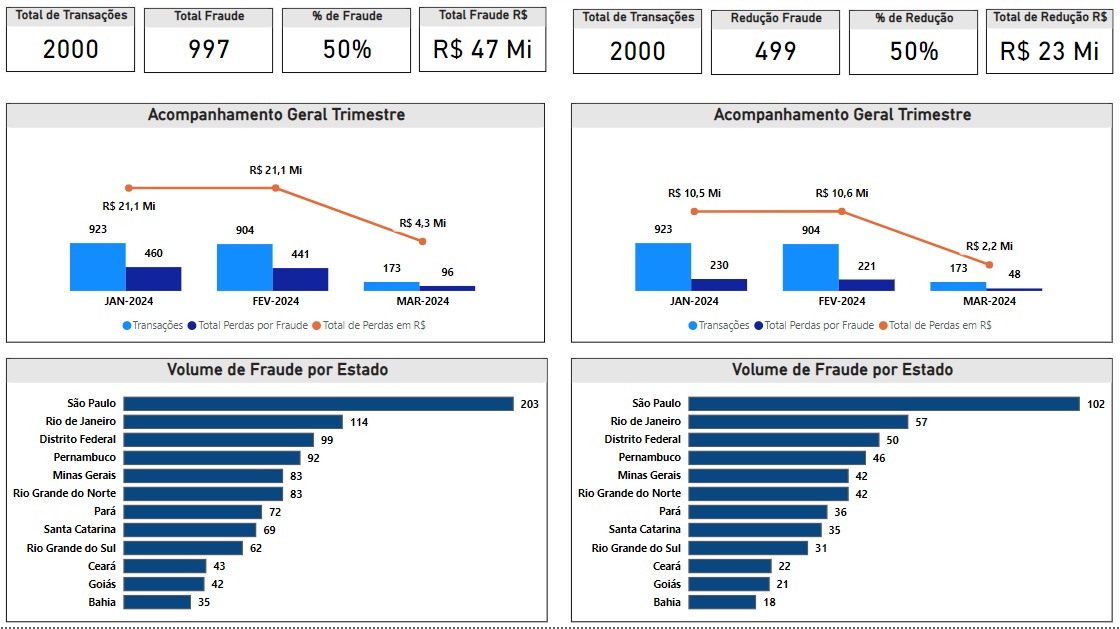 Total de Transações
2000
Total Fraude
997
% de Fraude
50%
Total Fraude R$
R$ 47 Mi
Acompanhamento Geral Trimestre
R$ 21,1 Mi
R$ 21,1 Mi
R$ 4,3 Mi
923
460
904
441
173
96
JAN-2024
FEV-2024
MAR-2024
Transações
Total Perdas por Fraude
Total de Perdas em R$
Volume de Fraude por Estado
São Paulo 203
Rio de Janeiro 114
Distrito Federal 99
Pernambuco 92
Minas Gerais 83
Rio Grande do Norte 83
Pará 72
Santa Catarina 69
Rio Grande do Sul 62
Ceará 43
Goiás 42
Bahia 35
Total de Transações
2000
Redução Fraude
499
% de Redução
50%
Total de Redução R$
R$ 23 Mi
Acompanhamento Geral Trimestre
R$ 10,5 Mi
R$ 10,6 Mi
R$ 2,2 Mi
923
230
904
221
173
48
JAN-2024
FEV-2024
MAR-2024
Transações
Total Perdas por Fraude
Total de Perdas em R$
Volume de Fraude por Estado
São Paulo 102
Rio de Janeiro 57
Distrito Federal 50
Pernambuco 46
Minas Gerais 42
Rio Grande do Norte 42
Pará 36
Santa Catarina 35
Rio Grande do Sul 31
Ceará 22
Goiás 21
Bahia 18